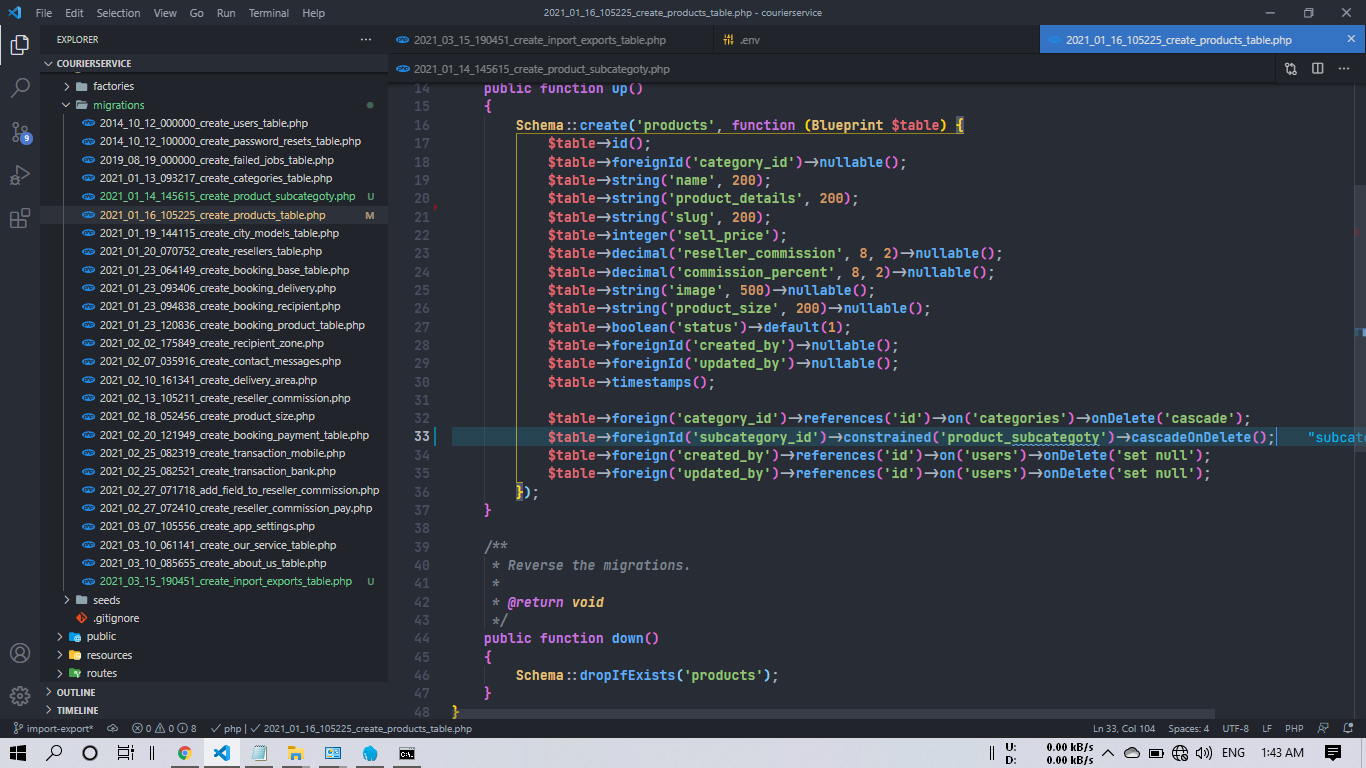 File Edit Selection View Go Run Terminal Help
2021_01_16_105225_create_products_table.php - courierservice
EXPLORER
COURIERSERVICE
factories
migrations
2014_10_12_000000_create_users_table.php
2014_10_12_100000_create_password_resets_table.php
2019_08_19_000000_create_failed_jobs_table.php
2021_01_13_093217_create_categories_table.php
2021_01_14_145615_create_product_subcategoty.php U
2021_01_16_105225_create_products_table.php M
2021_01_19_144115_create_city_models_table.php
2021_01_20_070752_create_resellers_table.php
2021_01_23_064149_create_booking_base_table.php
2021_01_23_093406_create_booking_delivery.php
2021_01_23_094838_create_booking_recipient.php
2021_01_23_120836_create_booking_product_table.php
2021_02_02_175849_create_recipient_zone.php
2021_02_07_035916_create_contact_messages.php
2021_02_10_161341_create_delivery_area.php
2021_02_13_105211_create_reseller_commission.php
2021_02_18_052456_create_product_size.php
2021_02_20_121949_create_booking_payment_table.php
2021_02_25_082319_create_transaction_mobile.php
2021_02_25_082521_create_transaction_bank.php
2021_02_27_071718_add_field_to_reseller_commission.php
2021_02_27_072410_create_reseller_commission_pay.php
2021_03_07_105556_create_app_settings.php
2021_03_10_061141_create_our_service_table.php
2021_03_10_085655_create_about_us_table.php
2021_03_15_190451_create_inport_exports_table.php U
seeds
.gitignore
public
resources
routes
OUTLINE
TIMELINE
9
2021_03_15_190451_create_inport_exports_table.php
.env
2021_01_16_105225_create_products_table.php
2021_01_14_145615_create_product_subcategoty.php
14 public function up()
15 {
16 Schema::create('products', function (Blueprint $table) {
17 $table->id();
18 $table->foreignId('category_id')->nullable();
19 $table->string('name', 200);
20 $table->string('product_details', 200);
21 $table->string('slug', 200);
22 $table->integer('sell_price');
23 $table->decimal('reseller_commission', 8, 2)->nullable();
24 $table->decimal('commission_percent', 8, 2)->nullable();
25 $table->string('image', 500)->nullable();
26 $table->string('product_size', 200)->nullable();
27 $table->boolean('status')->default(1);
28 $table->foreignId('created_by')->nullable();
29 $table->foreignId('updated_by')->nullable();
30 $table->timestamps();
31
32 $table->foreign('category_id')->references('id')->on('categories')->onDelete('cascade');
33 $table->foreignId('subcategory_id')->constrained('product_subcategoty')->cascadeOnDelete(); "subcate
34 $table->foreign('created_by')->references('id')->on('users')->onDelete('set null');
35 $table->foreign('updated_by')->references('id')->on('users')->onDelete('set null');
36 });
37 }
38
39 /**
40 * Reverse the migrations.
41 *
42 * @return void
43 */
44 public function down()
45 {
46 Schema::dropIfExists('products');
47 }
48 }
import-export* 0 0 8 php | 2021_01_16_105225_create_products_table.php
Ln 33, Col 104 Spaces: 4 UTF-8 LF PHP
U: 0.00 kB/s
D: 0.00 kB/s
ENG 1:43 AM